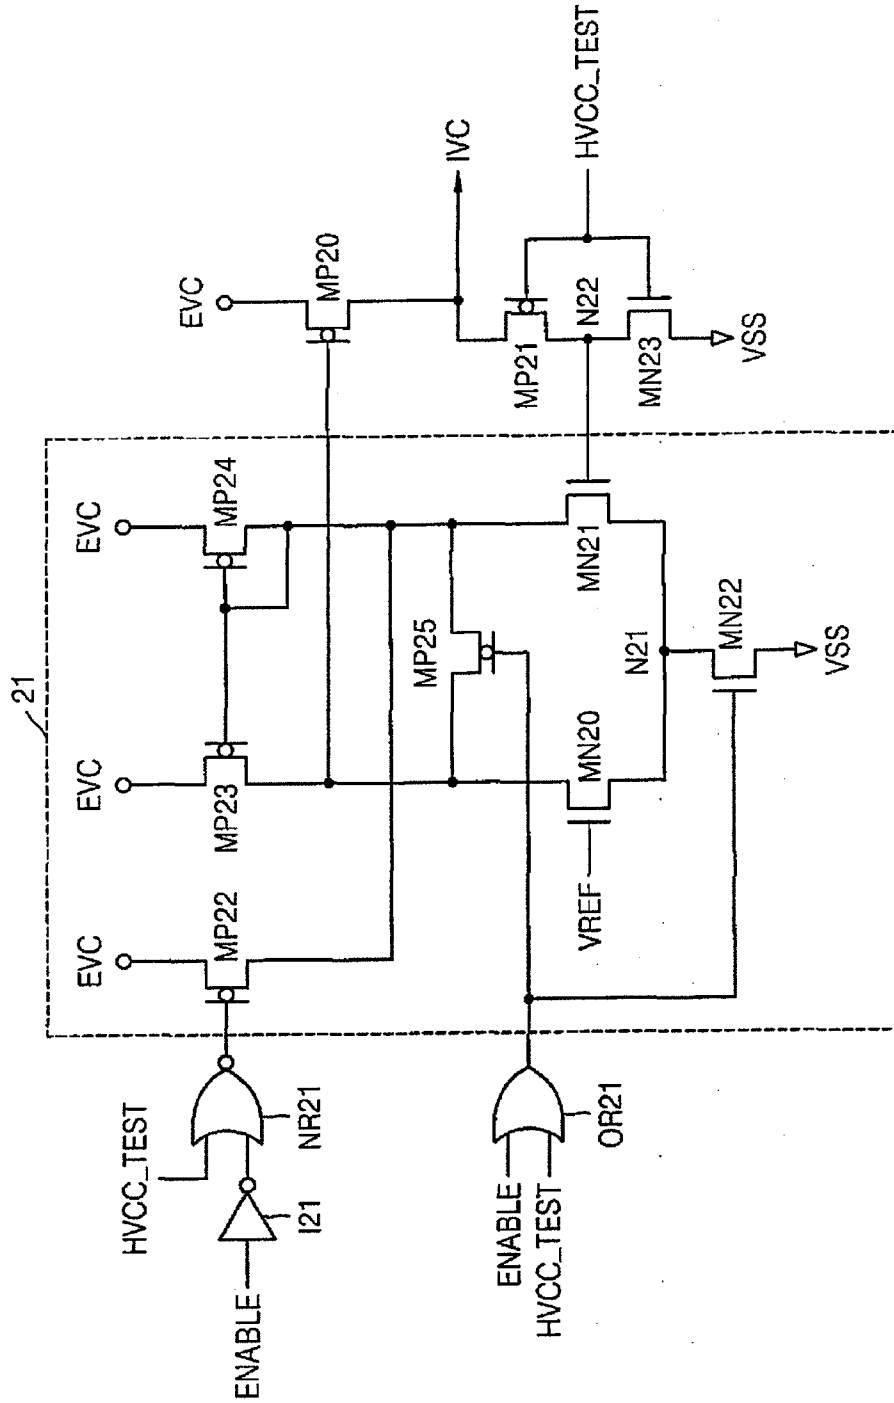 21
EVC
EVC
EVC
EVC
MP22
MP23
MP24
MP20
HVCC_TEST
NR21
ENABLE
I21
IVC
MP25
ENABLE
HVCC_TEST
OR21
VREF
MN20
MN21
MP21
N22
HVCC_TEST
MN23
VSS
N21
MN22
VSS